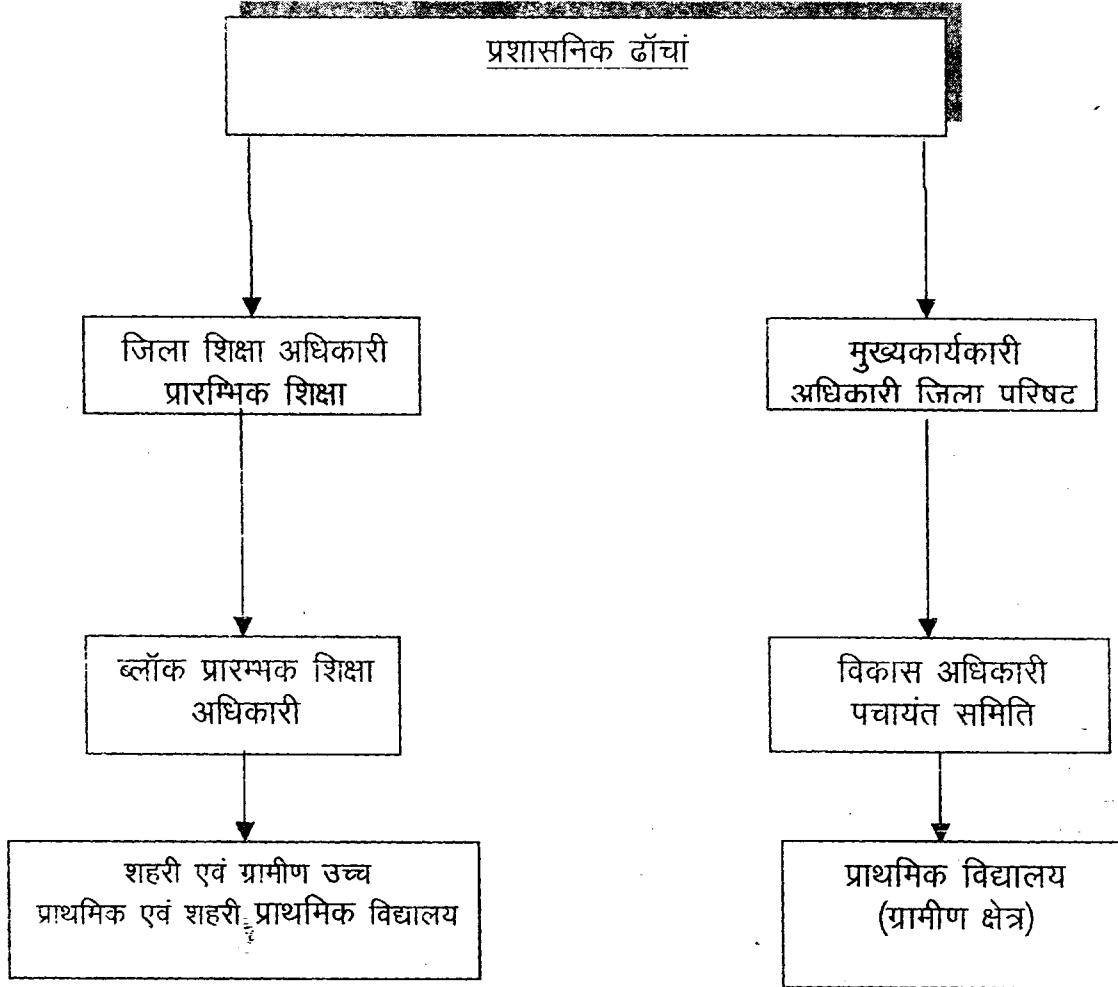 प्रशासनिक ढॉचां
जिला शिक्षा अधिकारी
प्रारम्भिक शिक्षा
मुख्यकार्यकारी
अधिकारी जिला परिषद
ब्लॉक प्रारम्भक शिक्षा
अधिकारी
विकास अधिकारी
पचायंत समिति
शहरी एवं ग्रामीण उच्च
प्राथमिक एवं शहरी प्राथमिक विद्यालय
प्राथमिक विद्यालय
(ग्रामीण क्षेत्र)